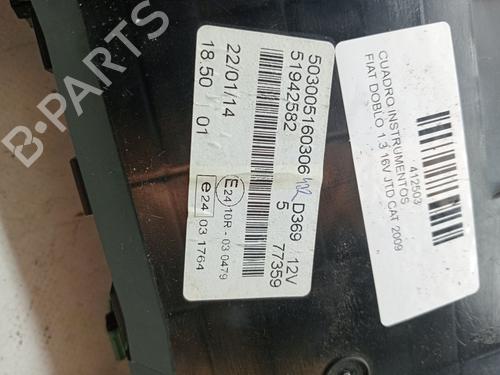 503005160306 D369 12V
51942582 5 77359
22/01/14 E24 10R - 03 0479
18.50 01 e24 03 1764
412503
CUADRO INSTRUMENTOS
FIAT DOBLO 1.3 16V JTD CAT 2009
B-PARTS